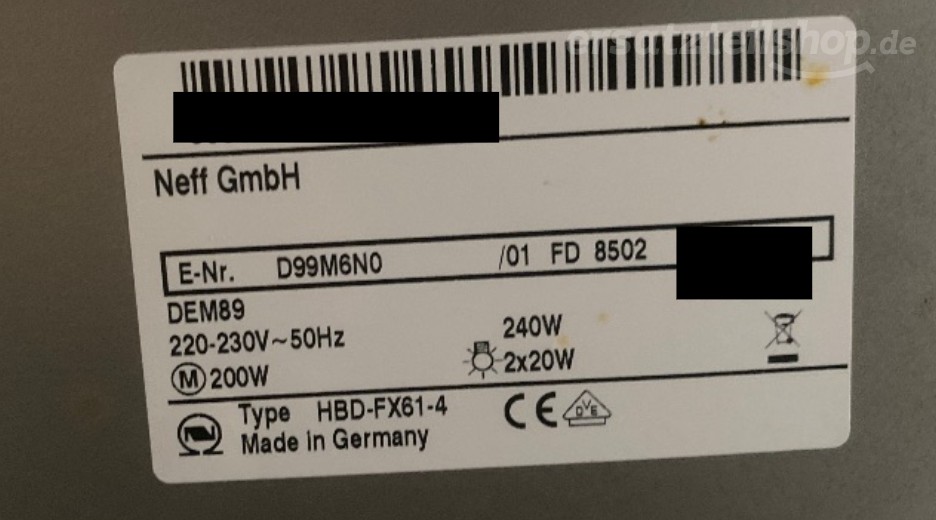 ersatzteilshop.de
Neff GmbH
E-Nr. D99M6N0 /01 FD 8502
DEM89
220-230V~50Hz 240W
M 200W 2x20W
Type HBD-FX61-4
Made in Germany
CE DVE